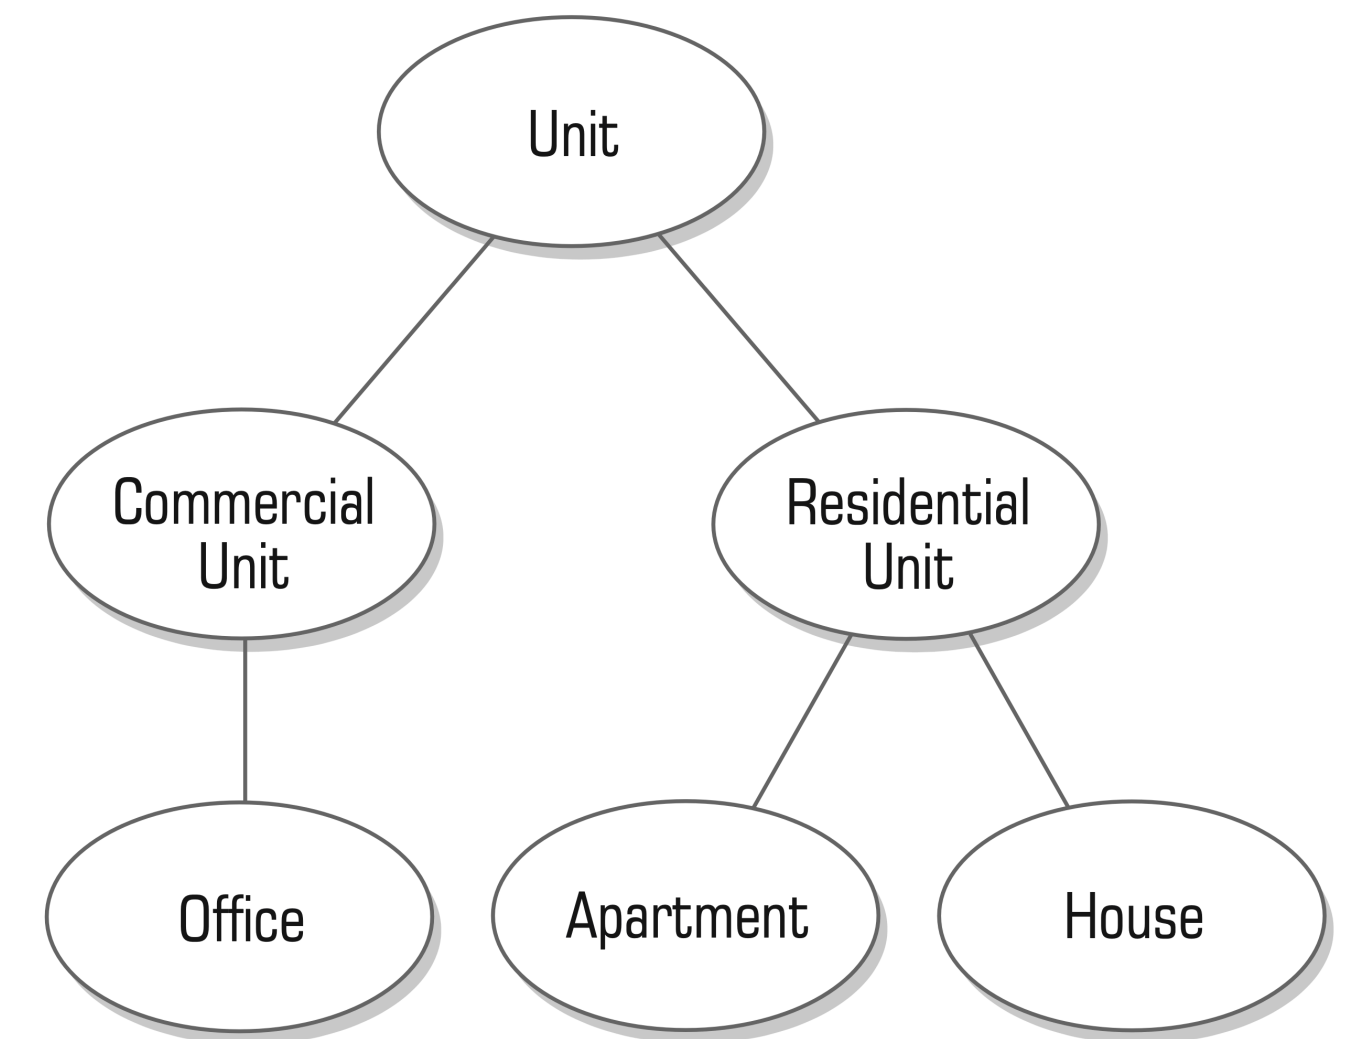 Unit
Commercial
Unit
Residential
Unit
Office
Apartment
House